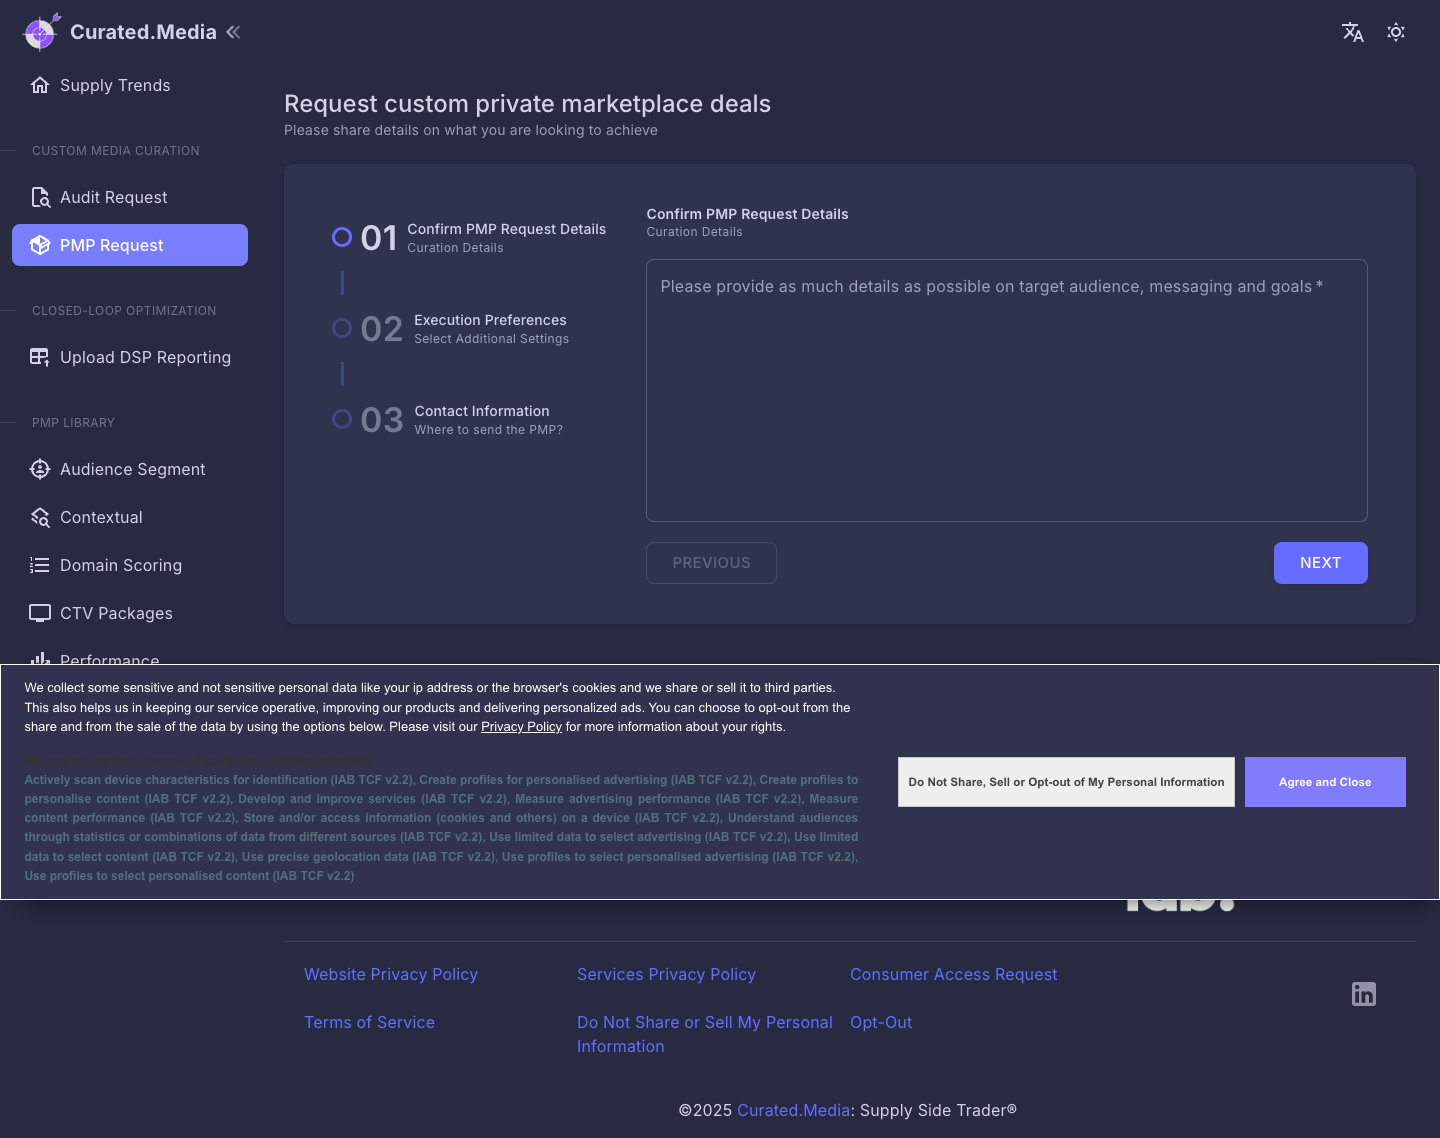 Curated.Media
Supply Trends
CUSTOM MEDIA CURATION
Audit Request
PMP Request
CLOSED-LOOP OPTIMIZATION
Upload DSP Reporting
PMP LIBRARY
Audience Segment
Contextual
Domain Scoring
CTV Packages
Performance
Request custom private marketplace deals
Please share details on what you are looking to achieve
01
Confirm PMP Request Details
Curation Details
02
Execution Preferences
Select Additional Settings
03
Contact Information
Where to send the PMP?
Confirm PMP Request Details
Curation Details
Please provide as much details as possible on target audience, messaging and goals *
PREVIOUS
NEXT
We collect some sensitive and not sensitive personal data like your ip address or the browser's cookies and we share or sell it to third parties.
This also helps us in keeping our service operative, improving our products and delivering personalized ads. You can choose to opt-out from the
share and from the sale of the data by using the options below. Please visit our Privacy Policy for more information about your rights.
Actively scan device characteristics for identification (IAB TCF v2.2), Create profiles for personalised advertising (IAB TCF v2.2), Create profiles to
personalise content (IAB TCF v2.2), Develop and improve services (IAB TCF v2.2), Measure advertising performance (IAB TCF v2.2), Measure
content performance (IAB TCF v2.2), Store and/or access information (cookies and others) on a device (IAB TCF v2.2), Understand audiences
through statistics or combinations of data from different sources (IAB TCF v2.2), Use limited data to select advertising (IAB TCF v2.2), Use limited
data to select content (IAB TCF v2.2), Use precise geolocation data (IAB TCF v2.2), Use profiles to select personalised advertising (IAB TCF v2.2),
Use profiles to select personalised content (IAB TCF v2.2)
Do Not Share, Sell or Opt-out of My Personal Information
Agree and Close
iab.
Website Privacy Policy
Services Privacy Policy
Consumer Access Request
Terms of Service
Do Not Share or Sell My Personal
Information
Opt-Out
©2025 Curated.Media: Supply Side Trader®